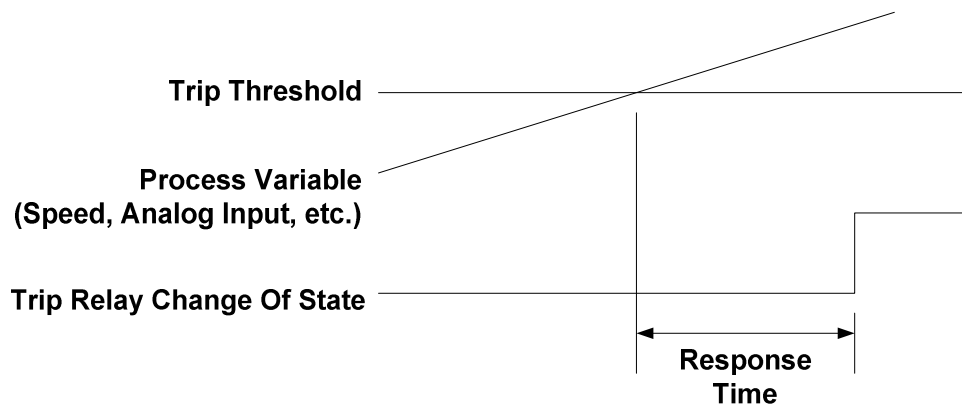 Trip Threshold
Process Variable
(Speed, Analog Input, etc.)
Trip Relay Change Of State
Response
Time